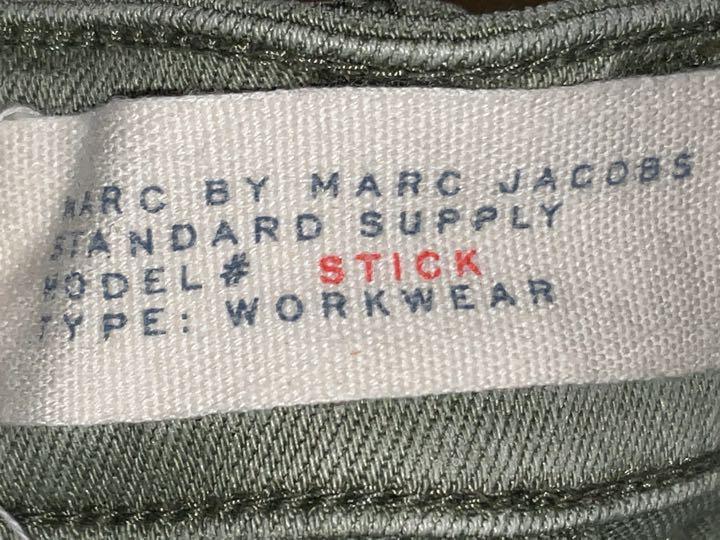 MARC BY MARC JACOBS
STANDARD SUPPLY
MODEL # STICK
TYPE: WORKWEAR